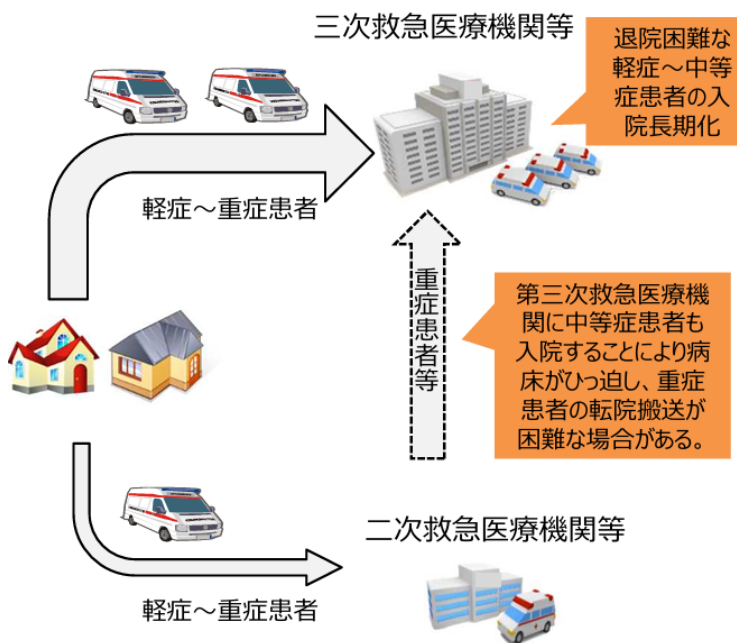 三次救急医療機関等
退院困難な
軽症～中等
症患者の入
院長期化
軽症～重症患者
重症患者等
第三次救急医療機
関に中等症患者も
入院することにより病
床がひっ迫し、重症
患者の転院搬送が
困難な場合がある。
二次救急医療機関等
軽症～重症患者